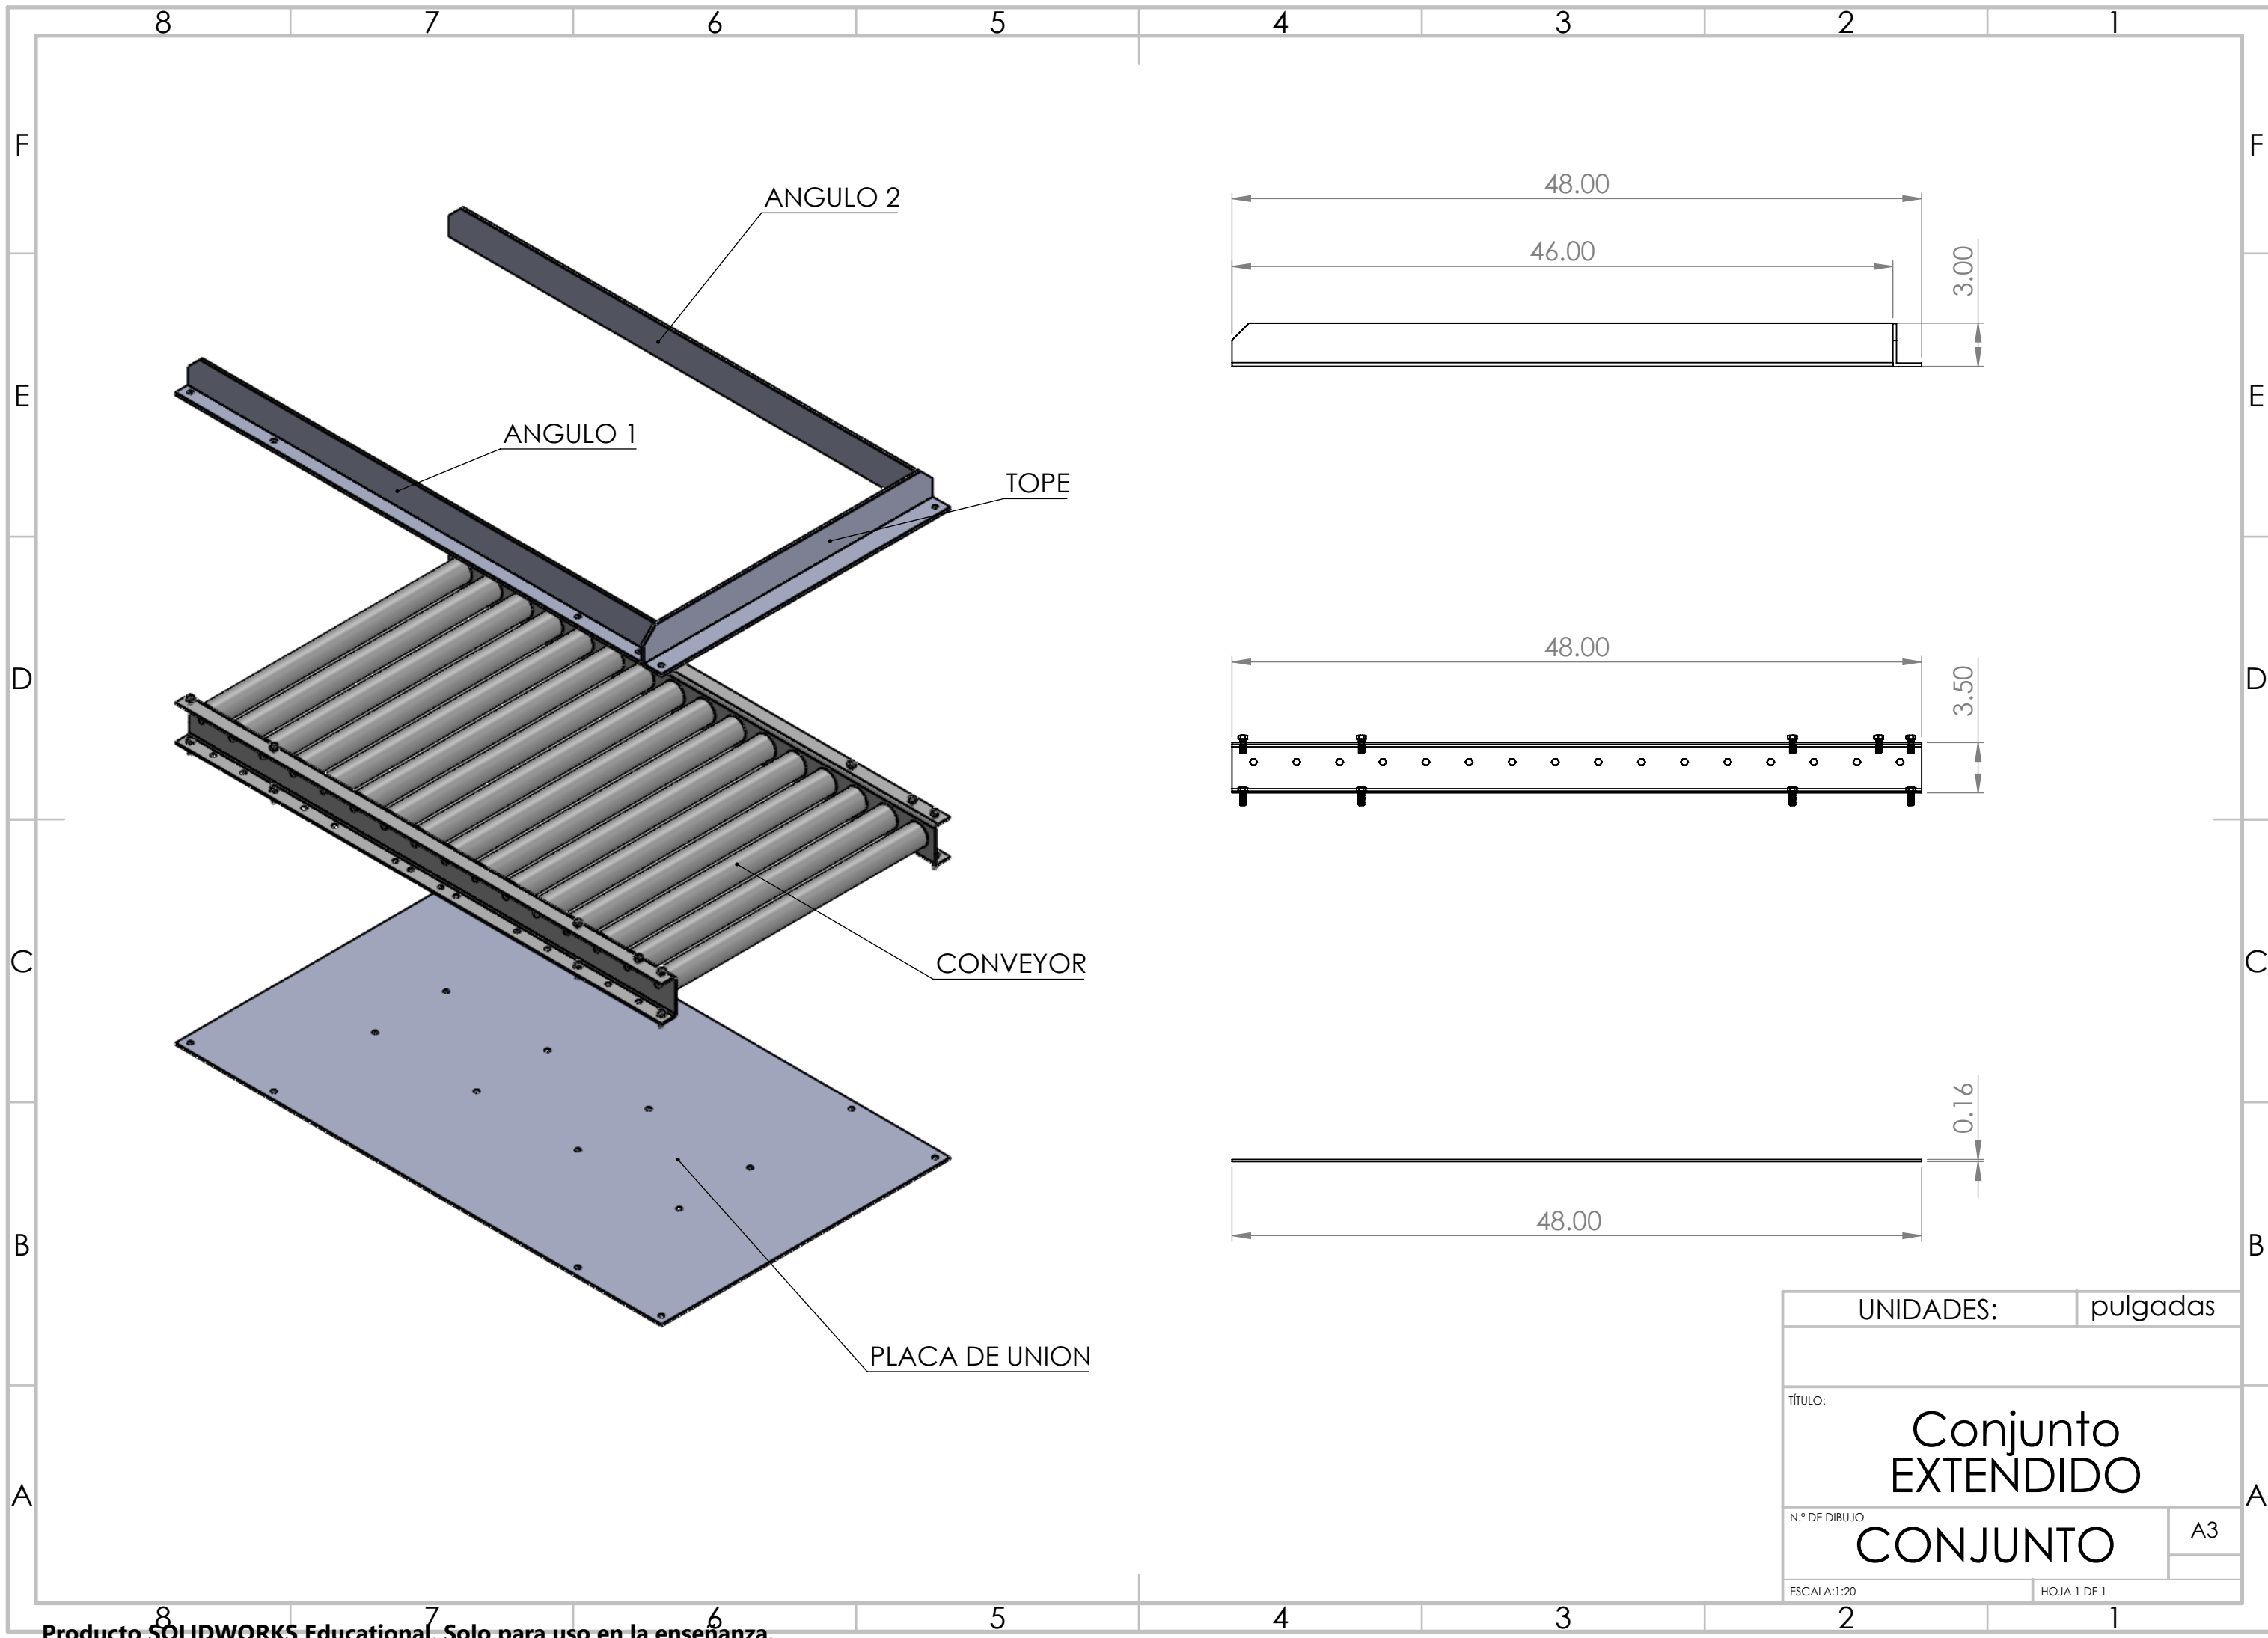 8 7 6 5 4 3 2 1
F F
ANGULO 2
48.00
46.00
3.00
E E
ANGULO 1
TOPE
D D
48.00
3.50
C C
CONVEYOR
0.16
48.00
B B
PLACA DE UNION
UNIDADES: pulgadas
TÍTULO:
Conjunto
EXTENDIDO
A A
N.º DE DIBUJO
CONJUNTO
A3
ESCALA:1:20
HOJA 1 DE 1
8 7 6 5 4 3 2 1
Producto SOLIDWORKS Educational. Solo para uso en la enseñanza.